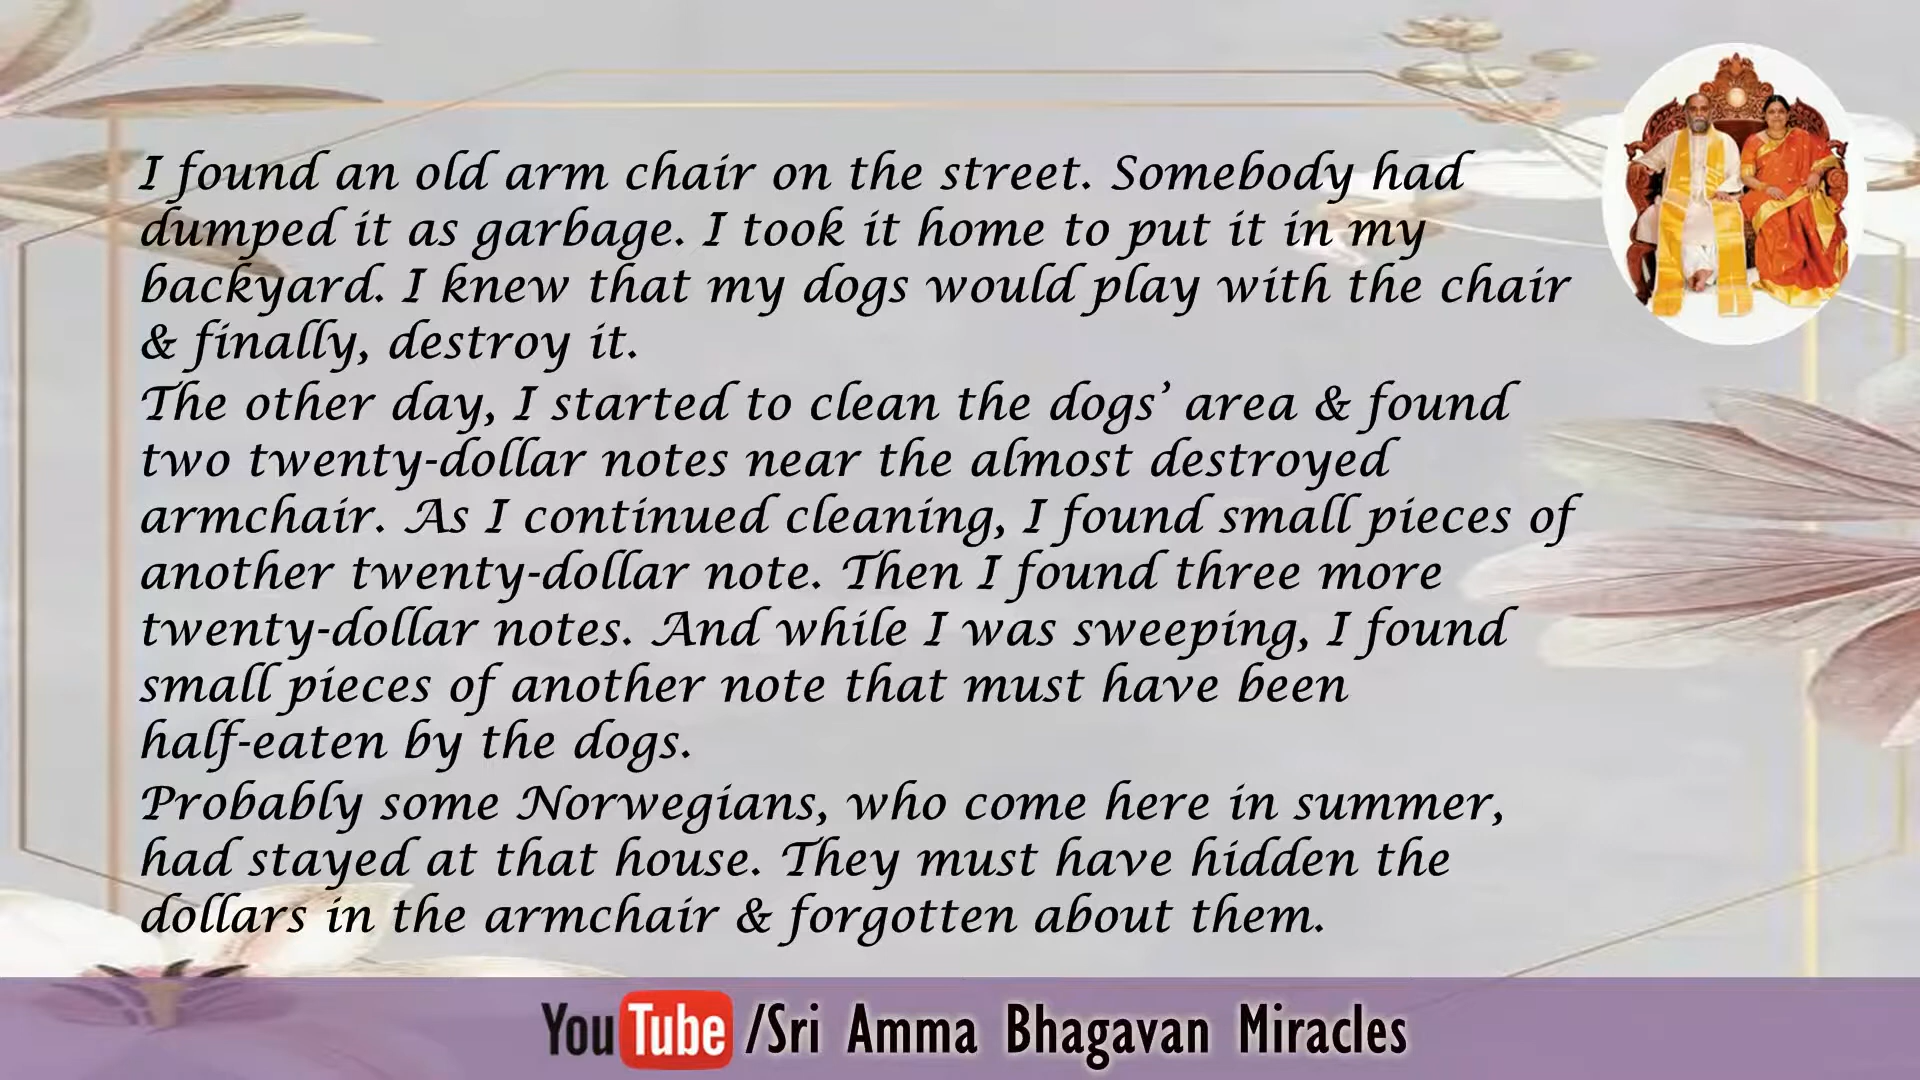 I found an old arm chair on the street. Somebody had
dumped it as garbage. I took it home to put it in my
backyard. I knew that my dogs would play with the chair
& finally, destroy it.
The other day, I started to clean the dogs’ area & found
two twenty-dollar notes near the almost destroyed
armchair. As I continued cleaning, I found small pieces of
another twenty-dollar note. Then I found three more
twenty-dollar notes. And while I was sweeping, I found
small pieces of another note that must have been
half-eaten by the dogs.
Probably some Norwegians, who come here in summer,
had stayed at that house. They must have hidden the
dollars in the armchair & forgotten about them.
YouTube /Sri Amma Bhagavan Miracles